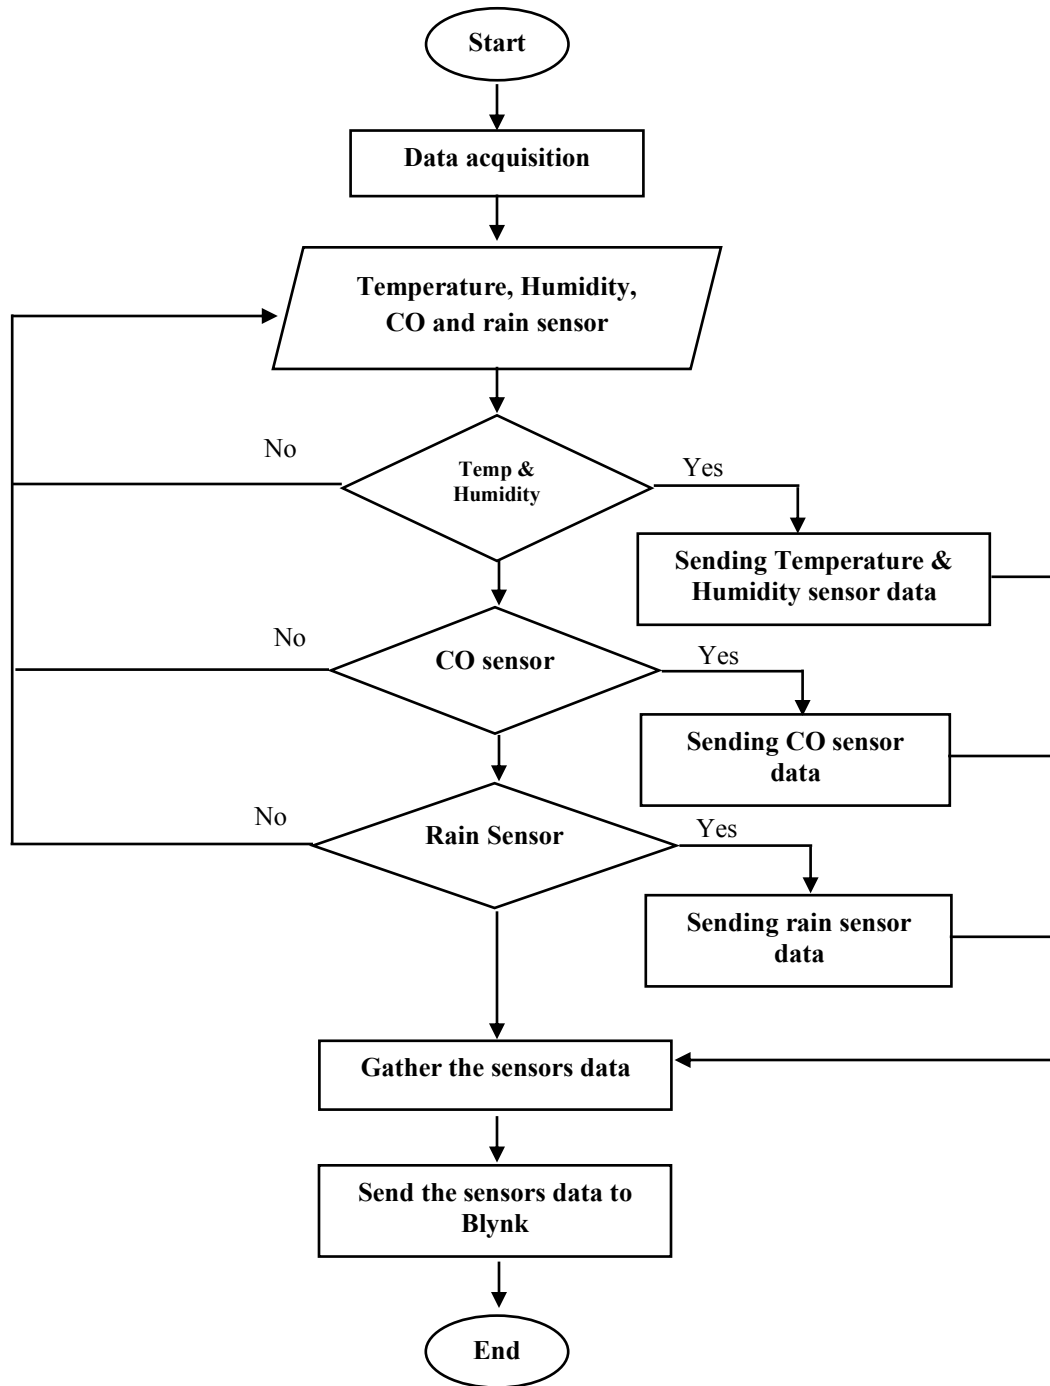 Start
Data acquisition
Temperature, Humidity,
CO and rain sensor
No
Temp &
Humidity
Yes
Sending Temperature &
Humidity sensor data
No
CO sensor
Yes
Sending CO sensor
data
No
Rain Sensor
Yes
Sending rain sensor
data
Gather the sensors data
Send the sensors data to
Blynk
End